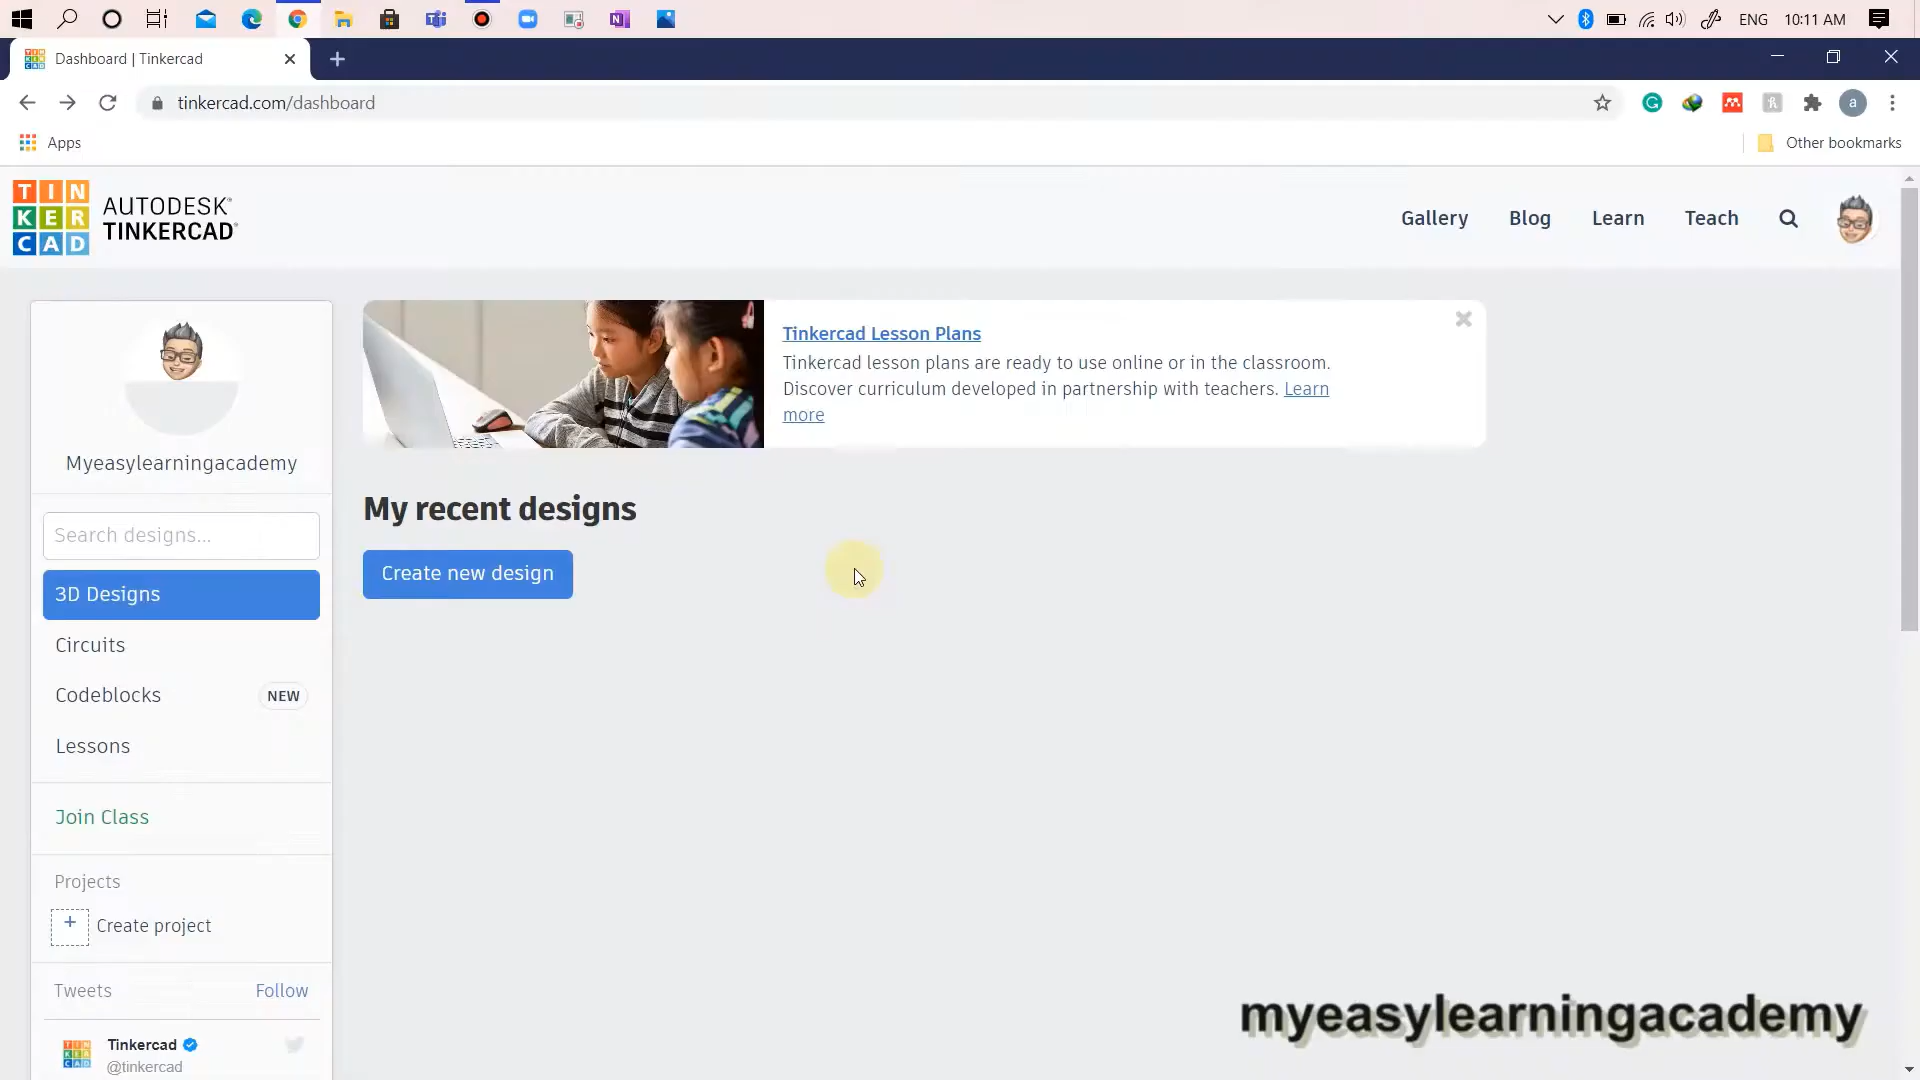 ENG 10:11 AM
Dashboard | Tinkercad
tinkercad.com/dashboard
a
Apps
Other bookmarks
TIN
KER
CAD
AUTODESK®
TINKERCAD®
Gallery Blog Learn Teach
Myeasylearningacademy
Search designs...
3D Designs
Circuits
Codeblocks NEW
Lessons
Join Class
Projects
+ Create project
Tweets Follow
Tinkercad
@tinkercad
Tinkercad Lesson Plans
Tinkercad lesson plans are ready to use online or in the classroom.
Discover curriculum developed in partnership with teachers. Learn
more
My recent designs
Create new design
myeasylearningacademy